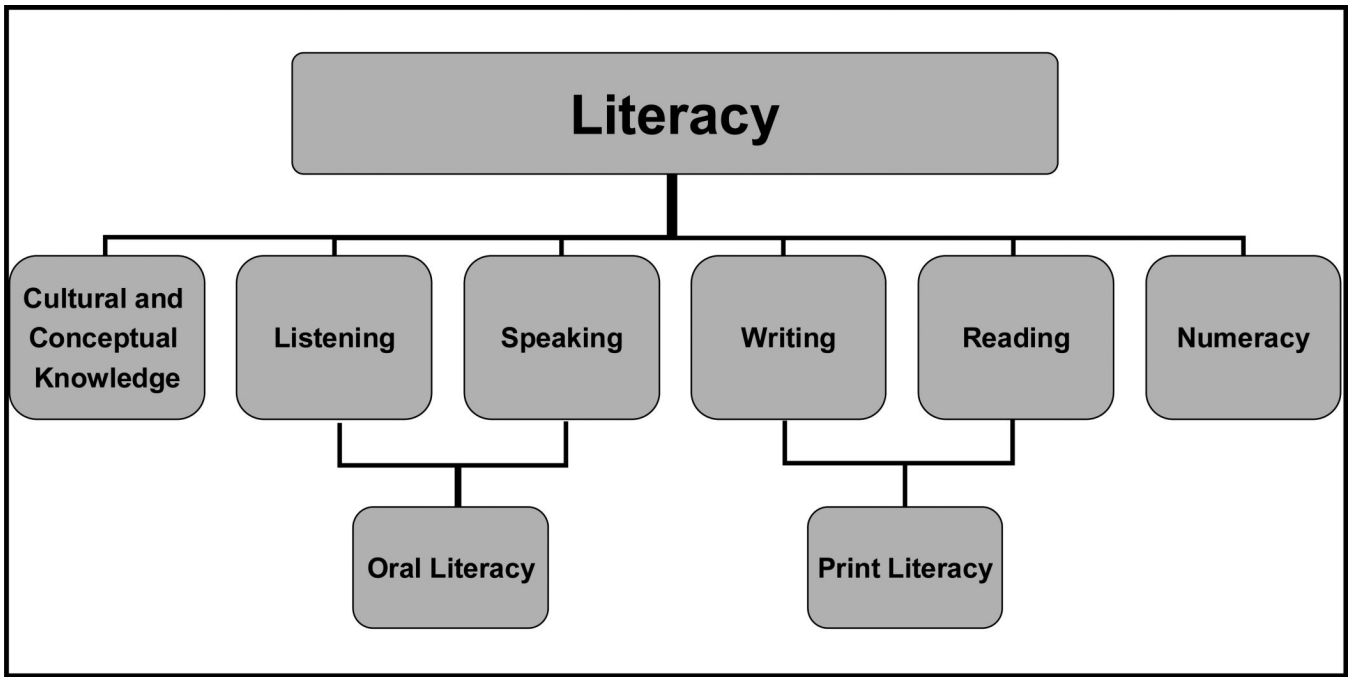 Literacy
Cultural and
Conceptual
Knowledge
Listening
Speaking
Writing
Reading
Numeracy
Oral Literacy
Print Literacy